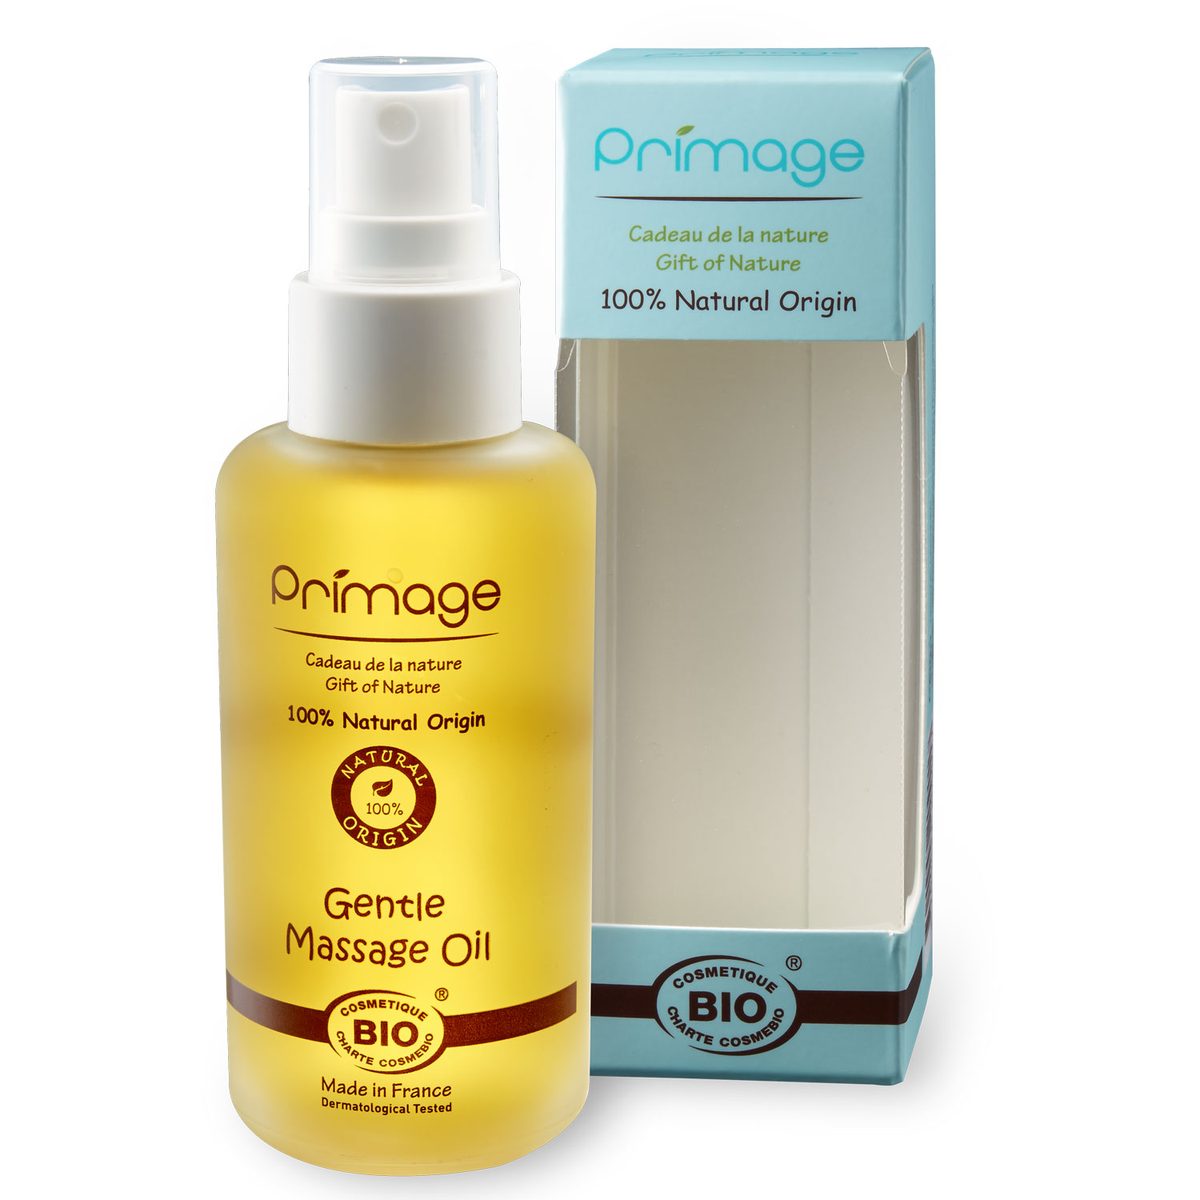 Primage
Cadeau de la nature
Gift of Nature
100% Natural Origin
NATURAL
100%
ORIGIN
Gentle
Massage Oil
COSMETIQUE
®
BIO
CHARTE COSMEBIO
Made in France
Dermatological Tested
Primage
Primage
Cadeau de la nature
Gift of Nature
100% Natural Origin
COSMETIQUE
®
BIO
CHARTE COSMEBIO